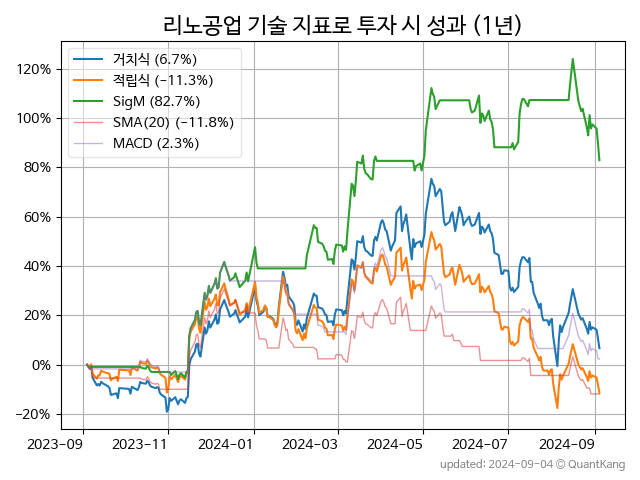 리노공업 기술 지표로 투자 시 성과 (1년)
거치식 (6.7%)
적립식 (−11.3%)
SigM (82.7%)
SMA(20) (−11.8%)
MACD (2.3%)
120%
100%
80%
60%
40%
20%
0%
−20%
2023-09 2023-11 2024-01 2024-03 2024-05 2024-07 2024-09
updated: 2024-09-04 © QuantKang